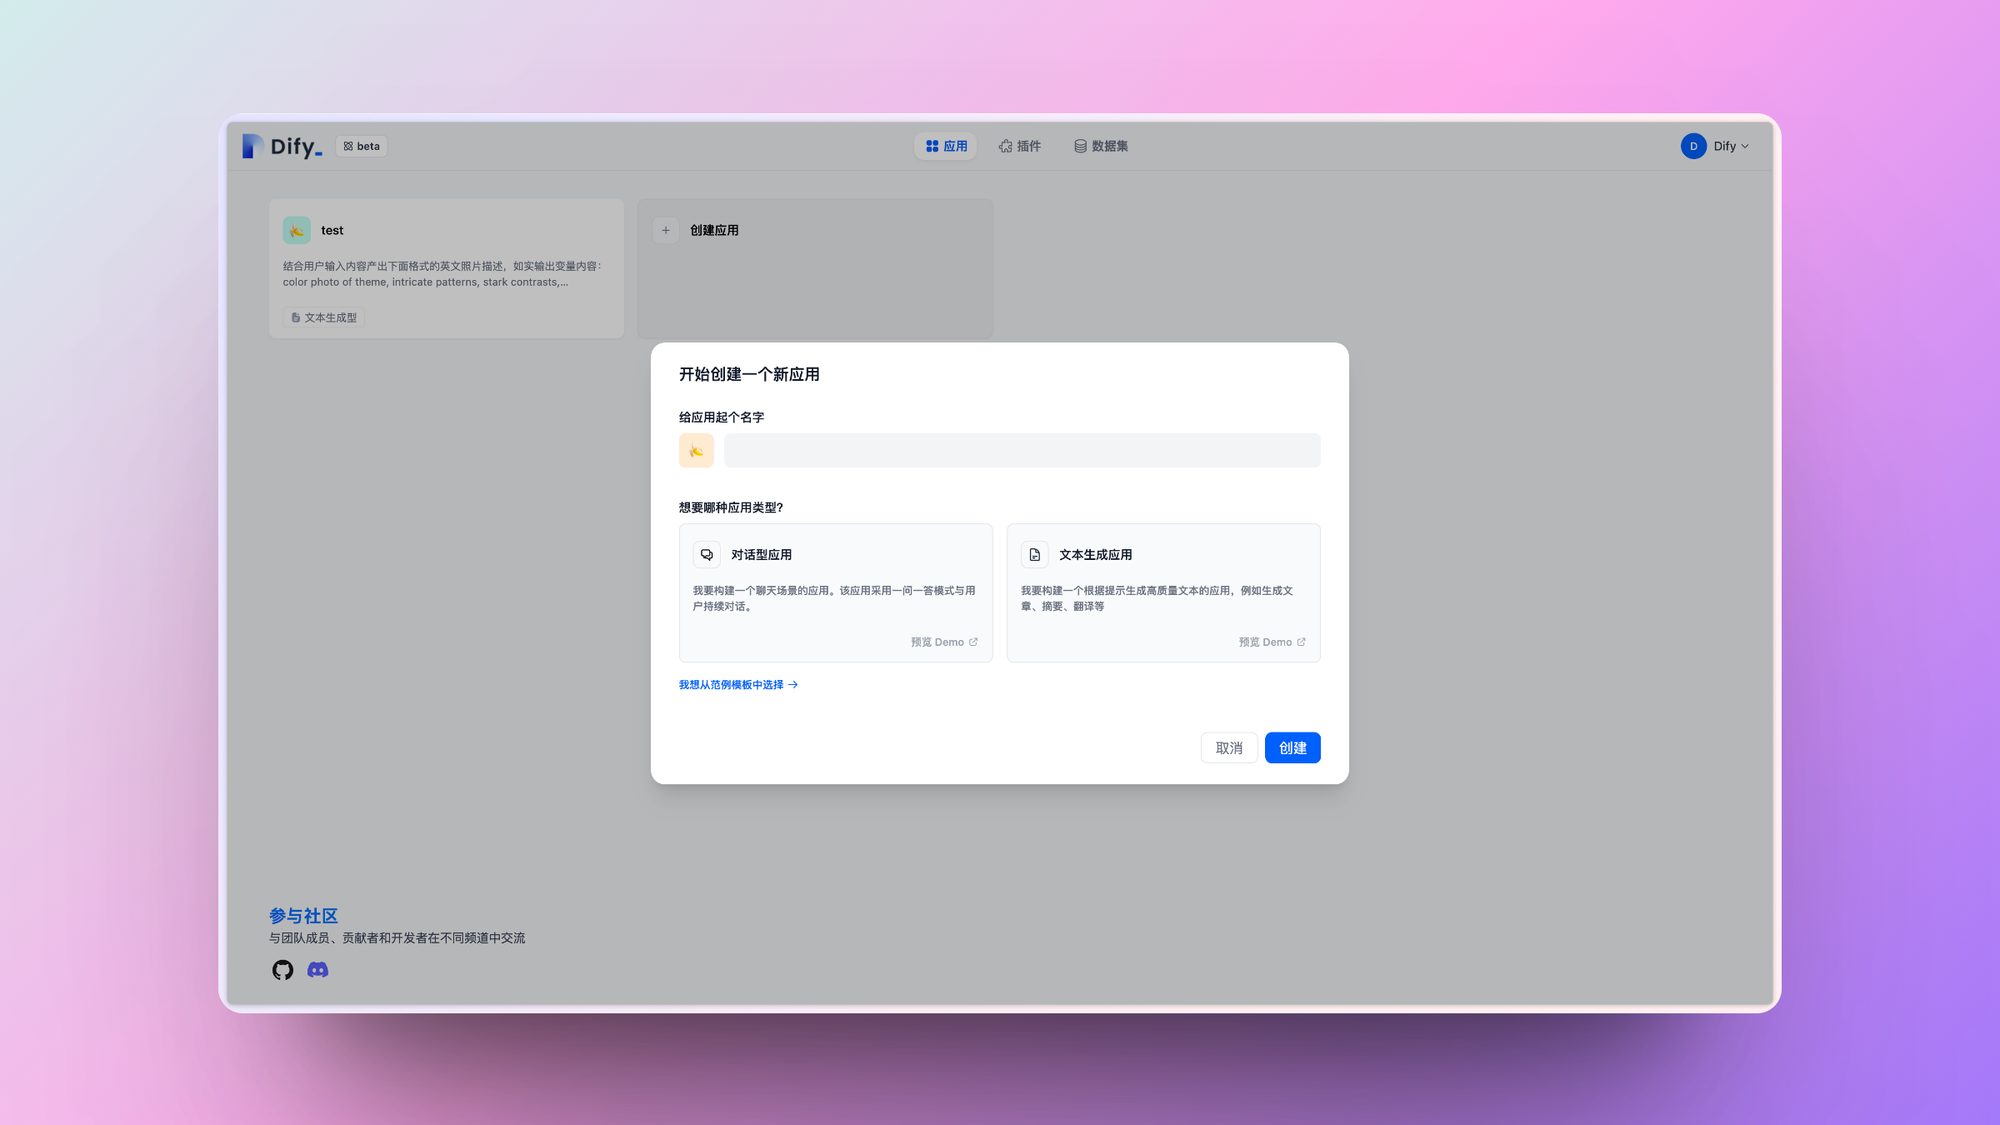 Dify_
beta
应用
插件
数据集
D
Dify
test
结合用户输入内容产出下面格式的英文照片描述，如实输出变量内容：
color photo of theme, intricate patterns, stark contrasts,...
文本生成型
创建应用
开始创建一个新应用
给应用起个名字
想要哪种应用类型?
对话型应用
我要构建一个聊天场景的应用。该应用采用一问一答模式与用
户持续对话。
预览 Demo
文本生成应用
我要构建一个根据提示生成高质量文本的应用，例如生成文
章、摘要、翻译等
预览 Demo
我想从范例模板中选择
取消
创建
参与社区
与团队成员、贡献者和开发者在不同频道中交流